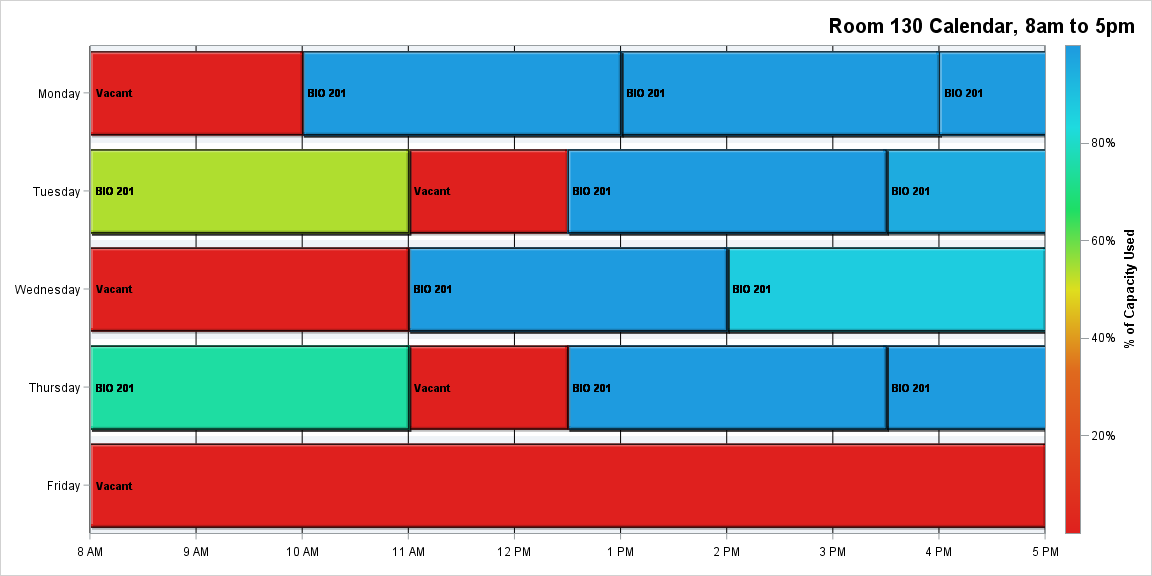 Room 130 Calendar, 8am to 5pm
Monday
Vacant
BIO 201
BIO 201
BIO 201
Tuesday
BIO 201
Vacant
BIO 201
BIO 201
Wednesday
Vacant
BIO 201
BIO 201
Thursday
BIO 201
Vacant
BIO 201
BIO 201
Friday
Vacant
8 AM
9 AM
10 AM
11 AM
12 PM
1 PM
2 PM
3 PM
4 PM
5 PM
80%
60%
40%
20%
% of Capacity Used